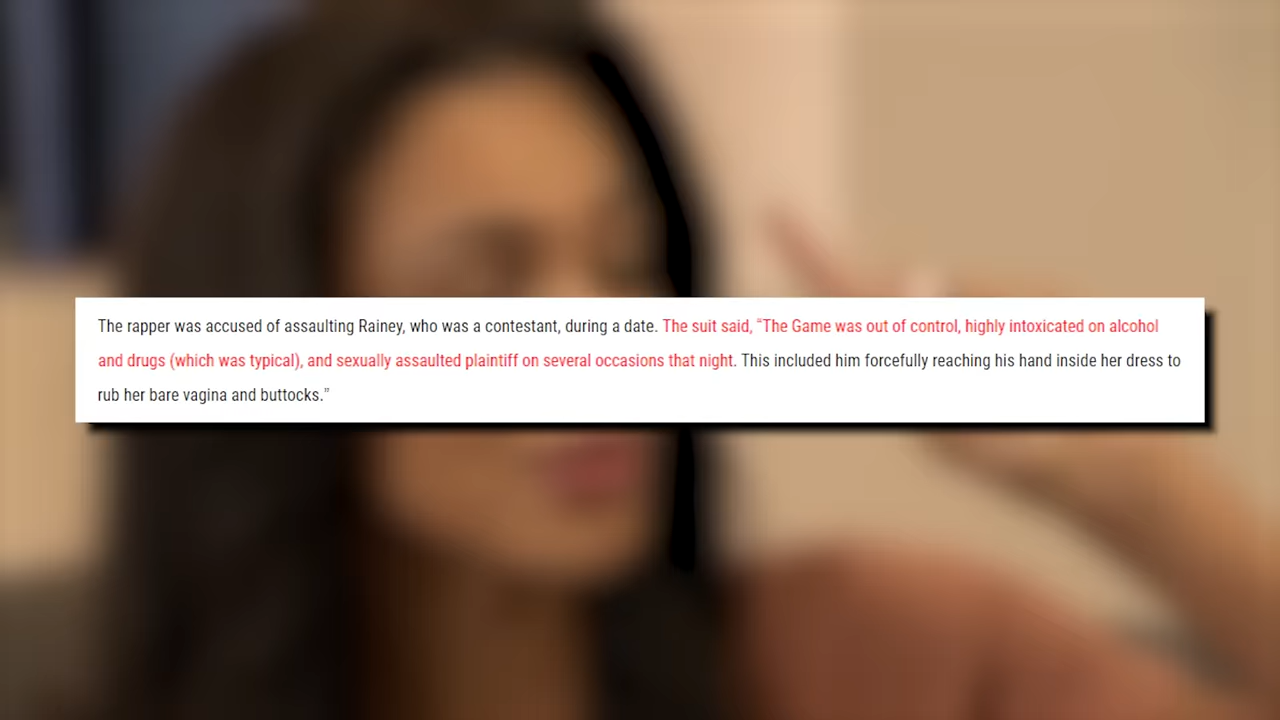 The rapper was accused of assaulting Rainey, who was a contestant, during a date. The suit said, “The Game was out of control, highly intoxicated on alcohol
and drugs (which was typical), and sexually assaulted plaintiff on several occasions that night. This included him forcefully reaching his hand inside her dress to
rub her bare vagina and buttocks.”